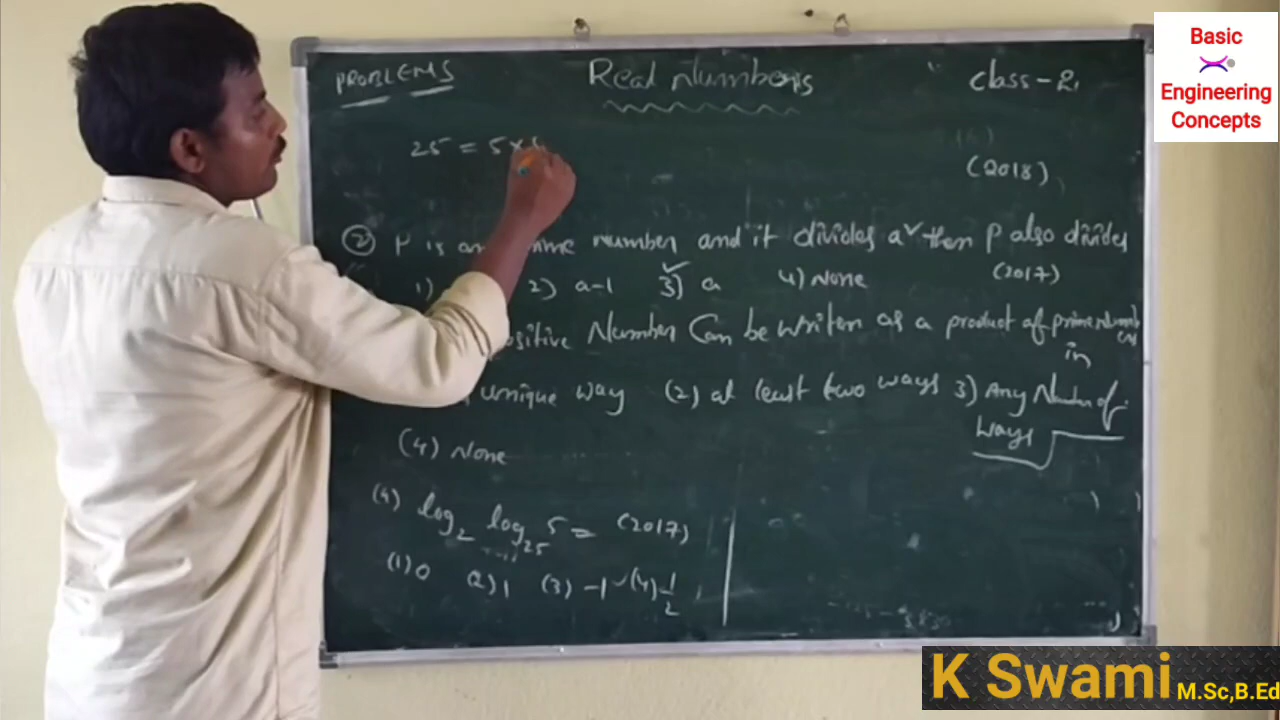 PROBLEMS Real Numbers Class-2
25 = 5×5
(2018)
(2) P is prime number and it divides a² then p also divides
1) 2) a-1 3) a 4) None (2017)
positive Number Can be writen as a product of prime Numbers
in
unique way (2) at least two ways 3) Any Number of
ways
(4) None
(4) log₂ log₂₅ 5 = (2017)
(1) 0 2) 1 (3) -1 (4) 1/2
Basic
Engineering
Concepts
K Swami M.Sc,B.Ed